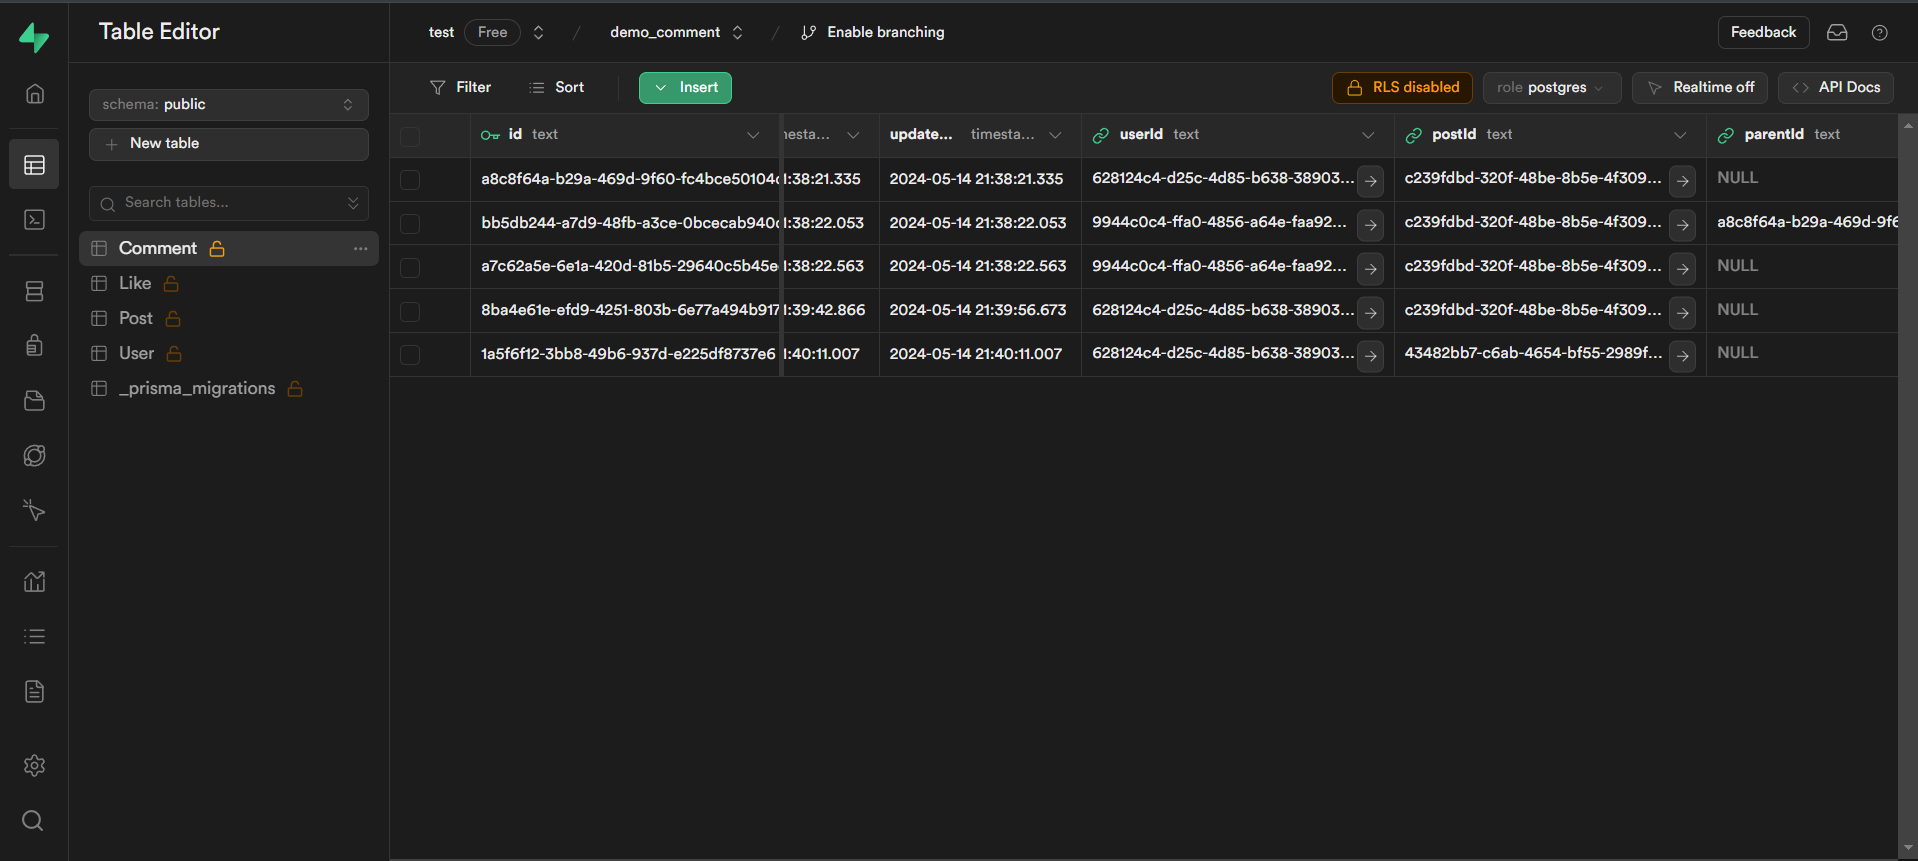 Table Editor
test Free / demo_comment / Enable branching
Feedback
schema: public
New table
Search tables...
Comment
Like
Post
User
_prisma_migrations
Filter Sort Insert
RLS disabled role postgres Realtime off API Docs
id text nesta... update... timesta... userId text postId text parentId text
a8c8f64a-b29a-469d-9f60-fc4bce50104c 1:38:21.335 2024-05-14 21:38:21.335 628124c4-d25c-4d85-b638-38903... c239fdbd-320f-48be-8b5e-4f309... NULL
bb5db244-a7d9-48fb-a3ce-0bcecab940c 1:38:22.053 2024-05-14 21:38:22.053 9944c0c4-ffa0-4856-a64e-faa92... c239fdbd-320f-48be-8b5e-4f309... a8c8f64a-b29a-469d-9f6
a7c62a5e-6e1a-420d-81b5-29640c5b45e 1:38:22.563 2024-05-14 21:38:22.563 9944c0c4-ffa0-4856-a64e-faa92... c239fdbd-320f-48be-8b5e-4f309... NULL
8ba4e61e-efd9-4251-803b-6e77a494b917 1:39:42.866 2024-05-14 21:39:56.673 628124c4-d25c-4d85-b638-38903... c239fdbd-320f-48be-8b5e-4f309... NULL
1a5f6f12-3bb8-49b6-937d-e225df8737e6 1:40:11.007 2024-05-14 21:40:11.007 628124c4-d25c-4d85-b638-38903... 43482bb7-c6ab-4654-bf55-2989f... NULL